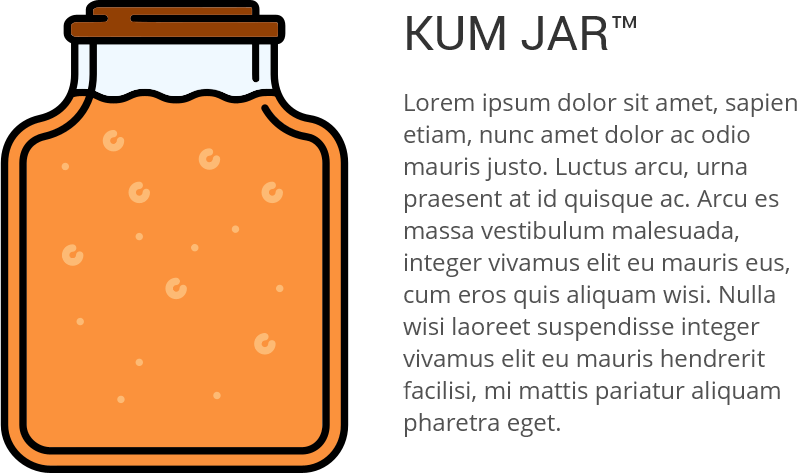 KUM JAR™
Lorem ipsum dolor sit amet, sapien
etiam, nunc amet dolor ac odio
mauris justo. Luctus arcu, urna
praesent at id quisque ac. Arcu es
massa vestibulum malesuada,
integer vivamus elit eu mauris eus,
cum eros quis aliquam wisi. Nulla
wisi laoreet suspendisse integer
vivamus elit eu mauris hendrerit
facilisi, mi mattis pariatur aliquam
pharetra eget.